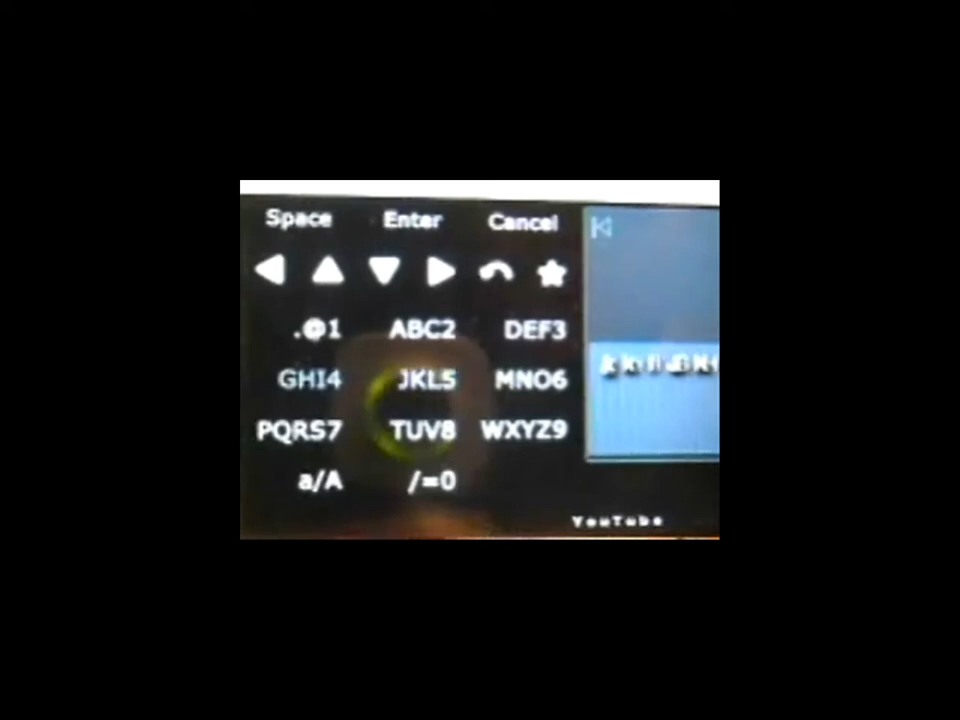 Space Enter Cancel
.@1 ABC2 DEF3
GHI4 JKL5 MNO6
PQRS7 TUV8 WXYZ9
a/A /=0
YouTube